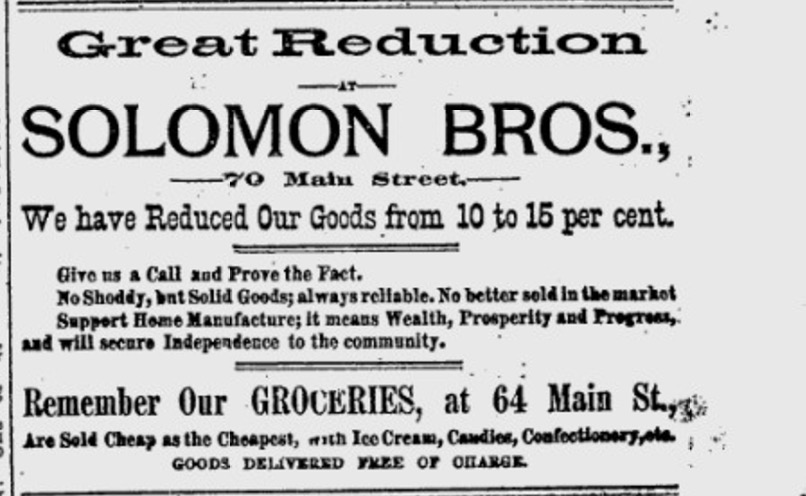 Great Reduction
AT
SOLOMON BROS.,
70 Main Street.
We have Reduced Our Goods from 10 to 15 per cent.
Give us a Call and Prove the Fact.
No Shoddy, but Solid Goods; always reliable. No better sold in the market
Support Home Manufacture; it means Wealth, Prosperity and Progress,
and will secure Independence to the community.
Remember Our GROCERIES, at 64 Main St.,
Are Sold Cheap as the Cheapest, with Ice Cream, Candies, Confectionery, etc.
GOODS DELIVERED FREE OF CHARGE.